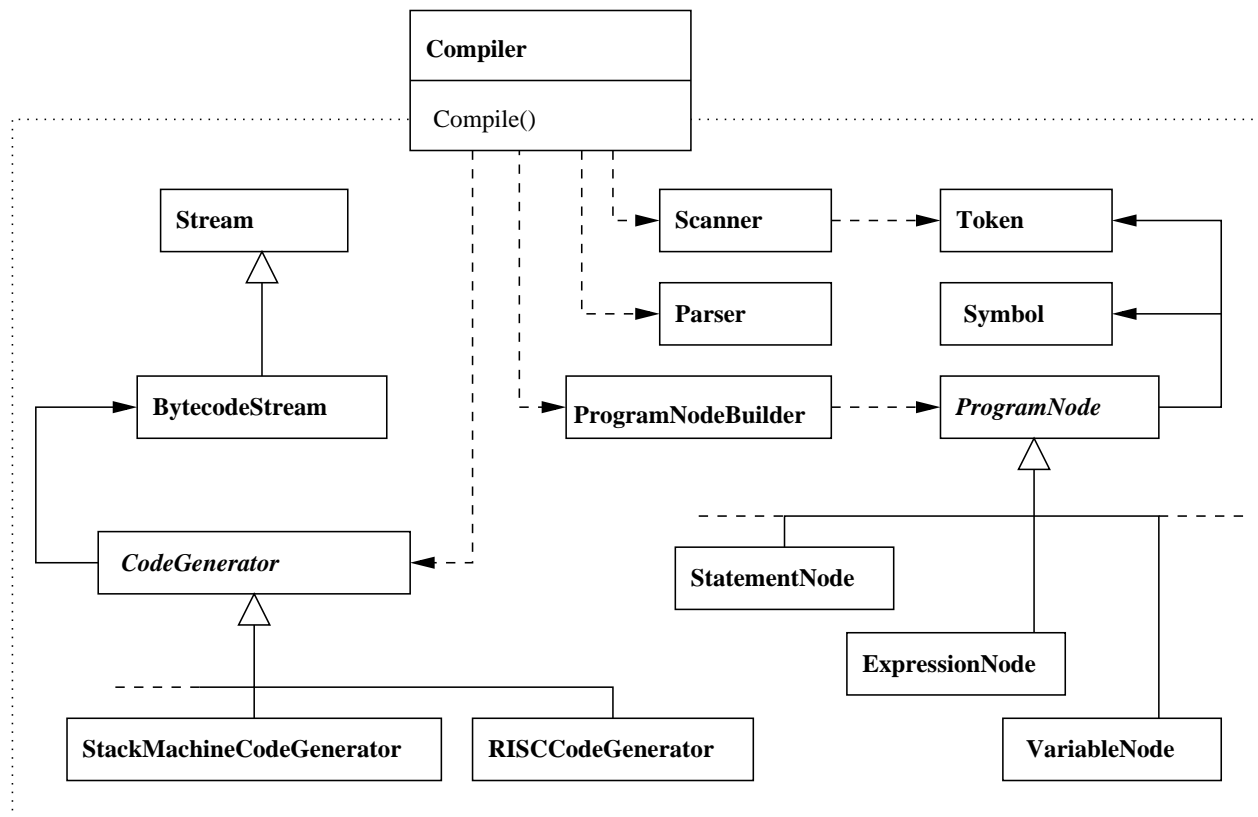 Compiler
Compile()
Stream
Scanner
Token
Parser
Symbol
BytecodeStream
ProgramNodeBuilder
ProgramNode
CodeGenerator
StatementNode
ExpressionNode
StackMachineCodeGenerator
RISCCodeGenerator
VariableNode